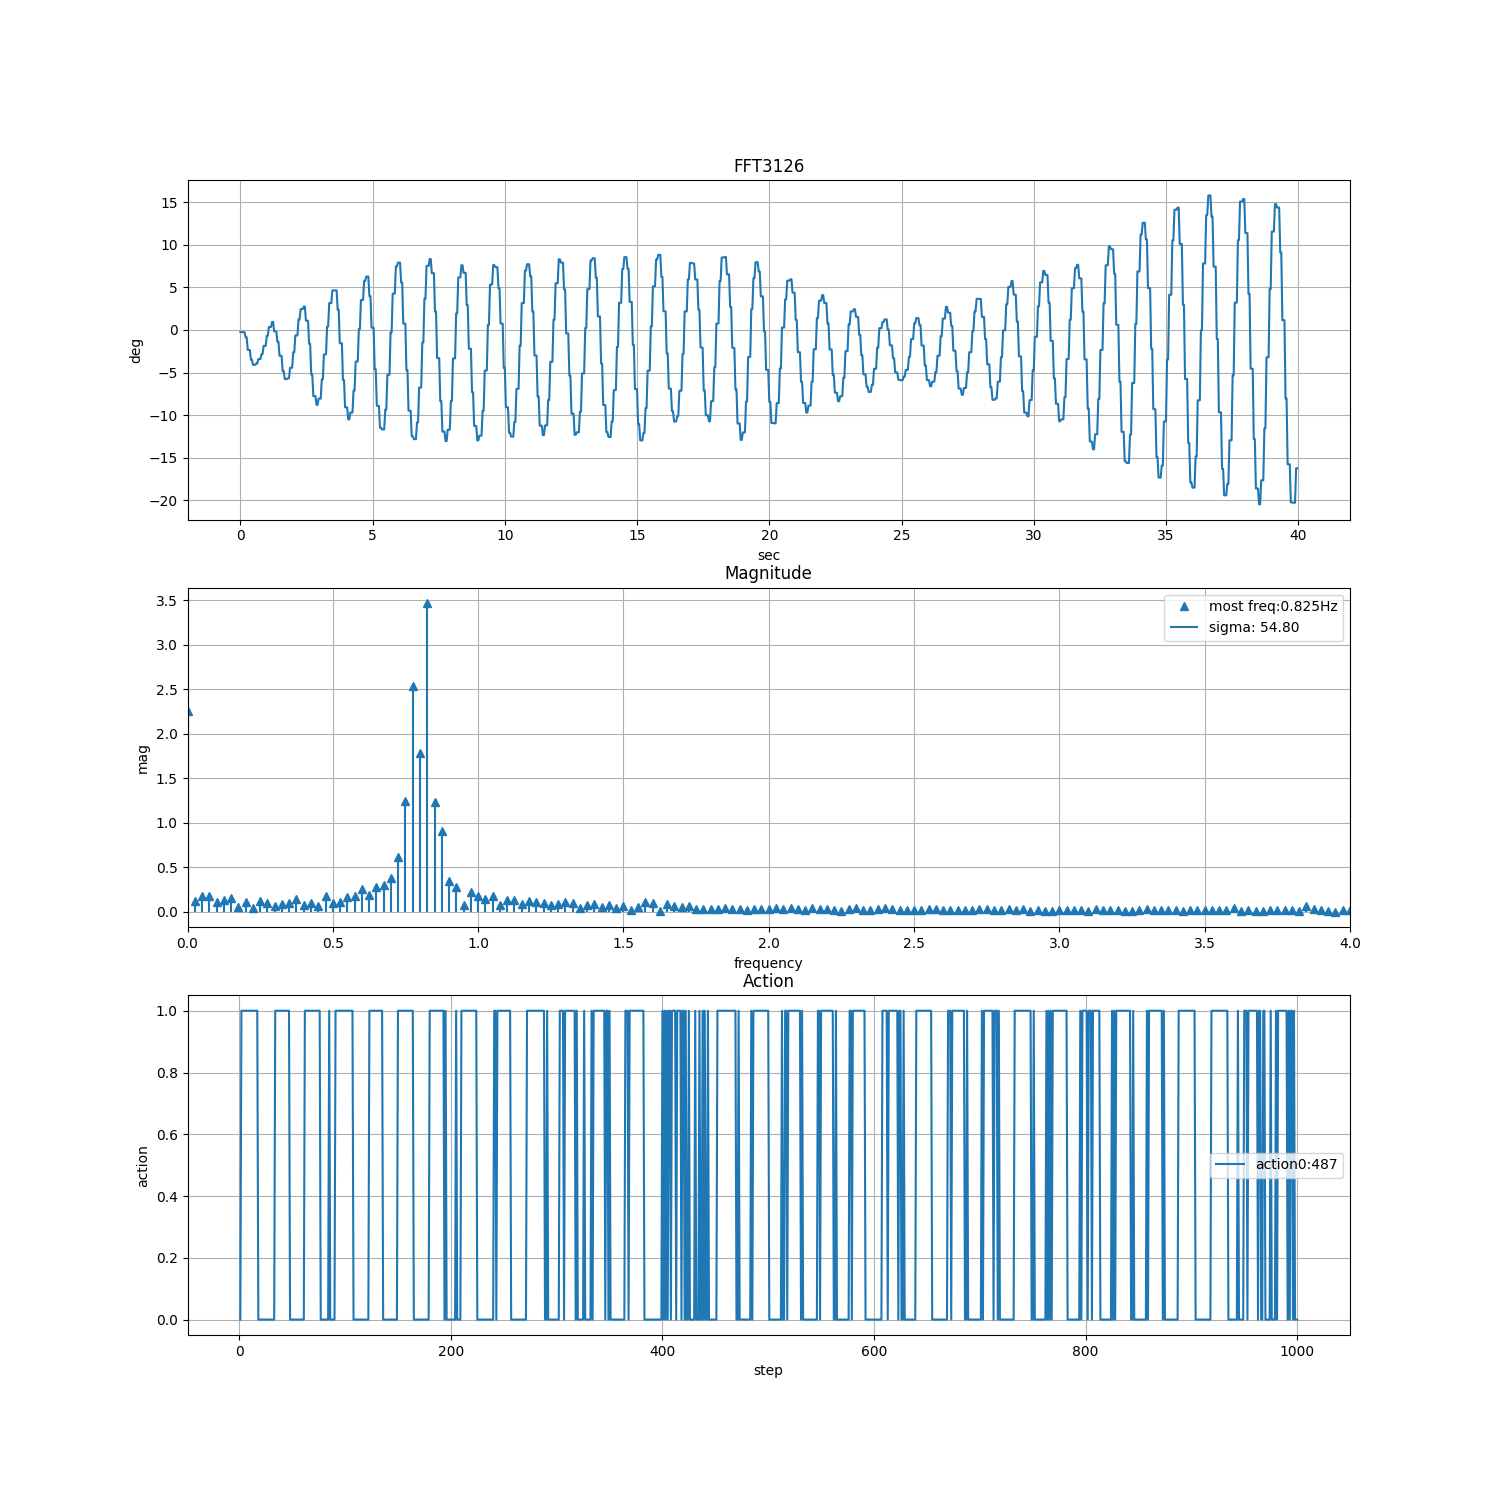 FFT3126
deg
15
10
5
0
−5
−10
−15
−20
0 5 10 15 20 25 30 35 40
sec
Magnitude
mag
3.5
3.0
2.5
2.0
1.5
1.0
0.5
0.0
most freq:0.825Hz
sigma: 54.80
0.0 0.5 1.0 1.5 2.0 2.5 3.0 3.5 4.0
frequency
Action
action
1.0
0.8
0.6
0.4
0.2
0.0
action0:487
0 200 400 600 800 1000
step